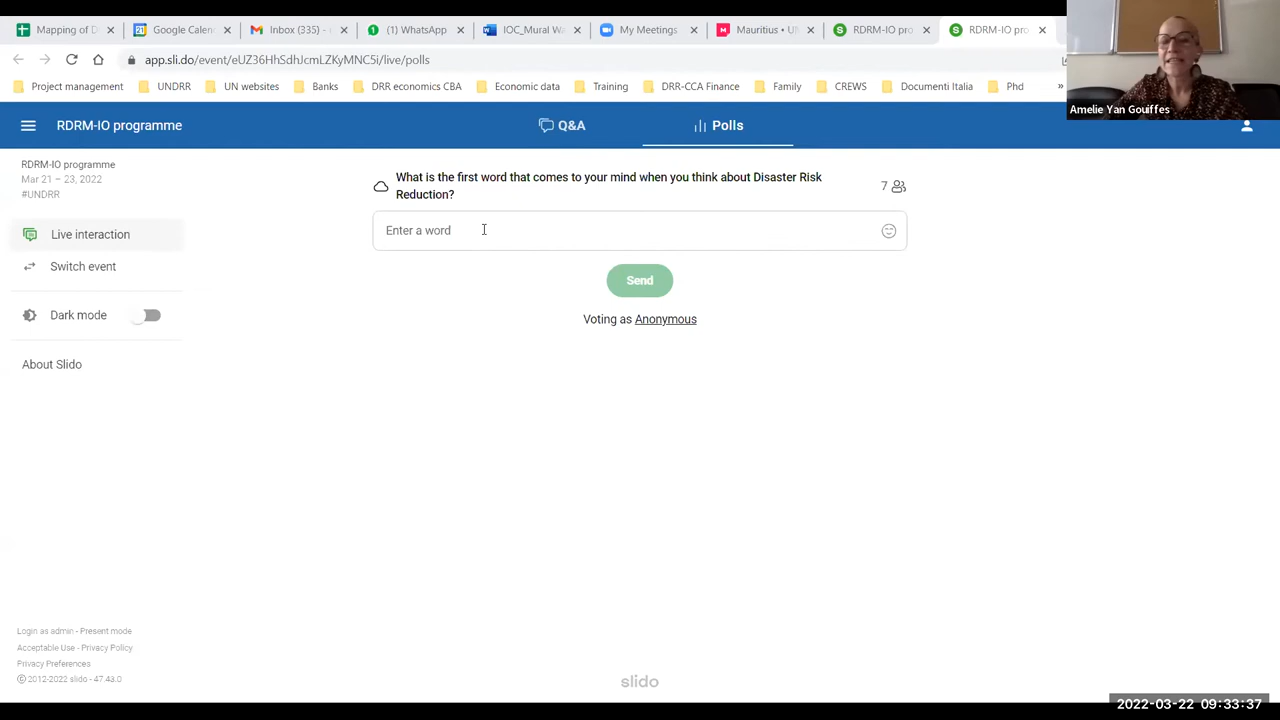 Mapping of D
Google Calen
Inbox (335) -
(1) WhatsApp
IOC_Mural W
My Meetings
Mauritius • UN
RDRM-IO pro
RDRM-IO pro
app.sli.do/event/eUZ36HhSdhJcmLZKyMNC5i/live/polls
Project management
UNDRR
UN websites
Banks
DRR economics CBA
Economic data
Training
DRR-CCA Finance
Family
CREWS
Documenti Italia
Phd
»
Amelie Yan Gouiffes
RDRM-IO programme
Q&A
Polls
RDRM-IO programme
Mar 21 – 23, 2022
#UNDRR
Live interaction
Switch event
Dark mode
About Slido
What is the first word that comes to your mind when you think about Disaster Risk
Reduction?
7
Enter a word
Send
Voting as Anonymous
Login as admin - Present mode
Acceptable Use - Privacy Policy
Privacy Preferences
© 2012-2022 slido - 47.43.0
slido
2022-03-22 09:33:37